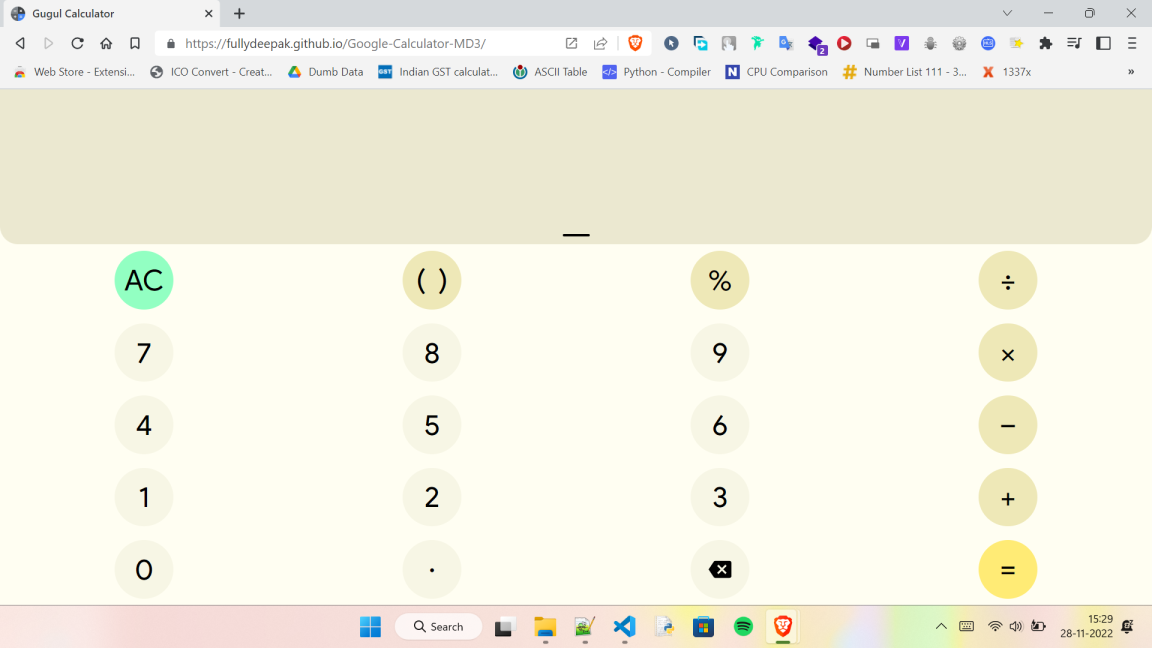 Gugul Calculator
https://fullydeepak.github.io/Google-Calculator-MD3/
2
Web Store - Extensi... ICO Convert - Creat... Dumb Data GST Indian GST calculat... ASCII Table </> Python - Compiler N CPU Comparison # Number List 111 - 3... X 1337x »
AC ( ) % ÷
7 8 9 ×
4 5 6 −
1 2 3 +
0 · =
Search
15:29
28-11-2022